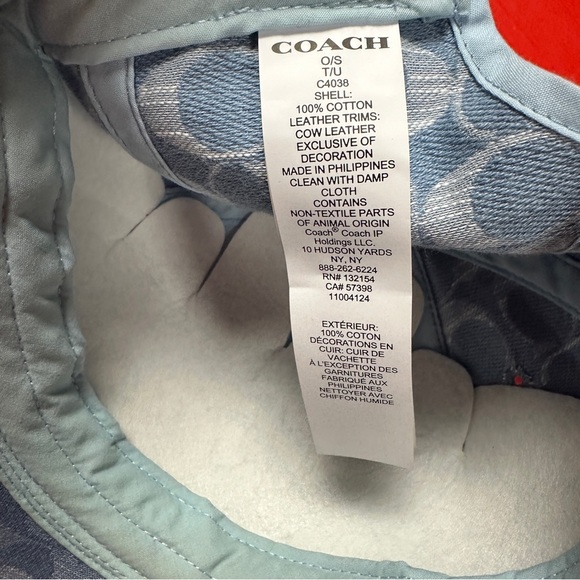 COACH
O/S
T/U
C4038
SHELL:
100% COTTON
LEATHER TRIMS:
COW LEATHER
EXCLUSIVE OF
DECORATION
MADE IN PHILIPPINES
CLEAN WITH DAMP
CLOTH
CONTAINS
NON-TEXTILE PARTS
OF ANIMAL ORIGIN
Coach® Coach IP
Holdings LLC.
10 HUDSON YARDS
NY, NY
888-262-6224
RN# 132154
CA# 57398
11004124
EXTÉRIEUR:
100% COTON
DÉCORATIONS EN
CUIR: CUIR DE
VACHETTE
À L'EXCEPTION DES
GARNITURES
FABRIQUÉ AUX
PHILIPPINES
NETTOYER AVEC
CHIFFON HUMIDE